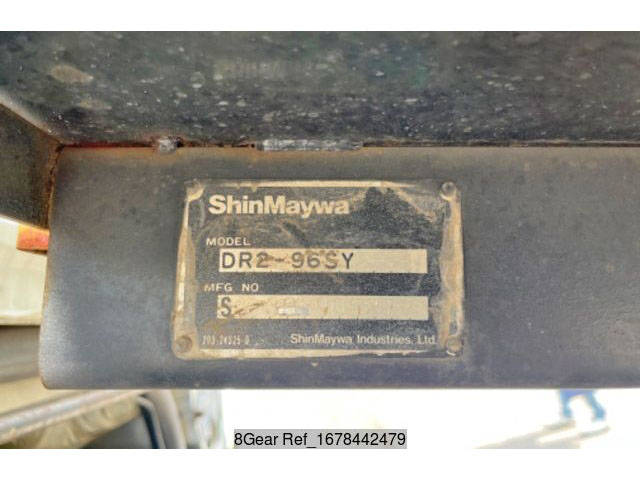 ShinMaywa
MODEL
DR2-96SY
MFG NO
S
ShinMaywa Industries, Ltd.
8Gear Ref_1678442479